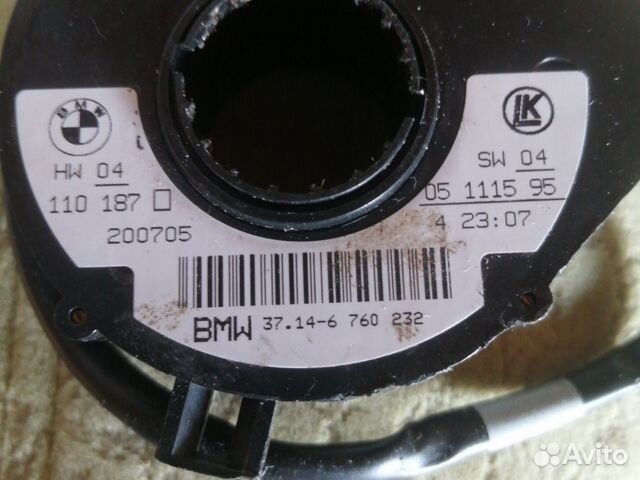 BMW
HW 04
110 187
200705
LK
SW 04
05 1115 95
4 23:07
BMW 37.14-6 760 232
Avito